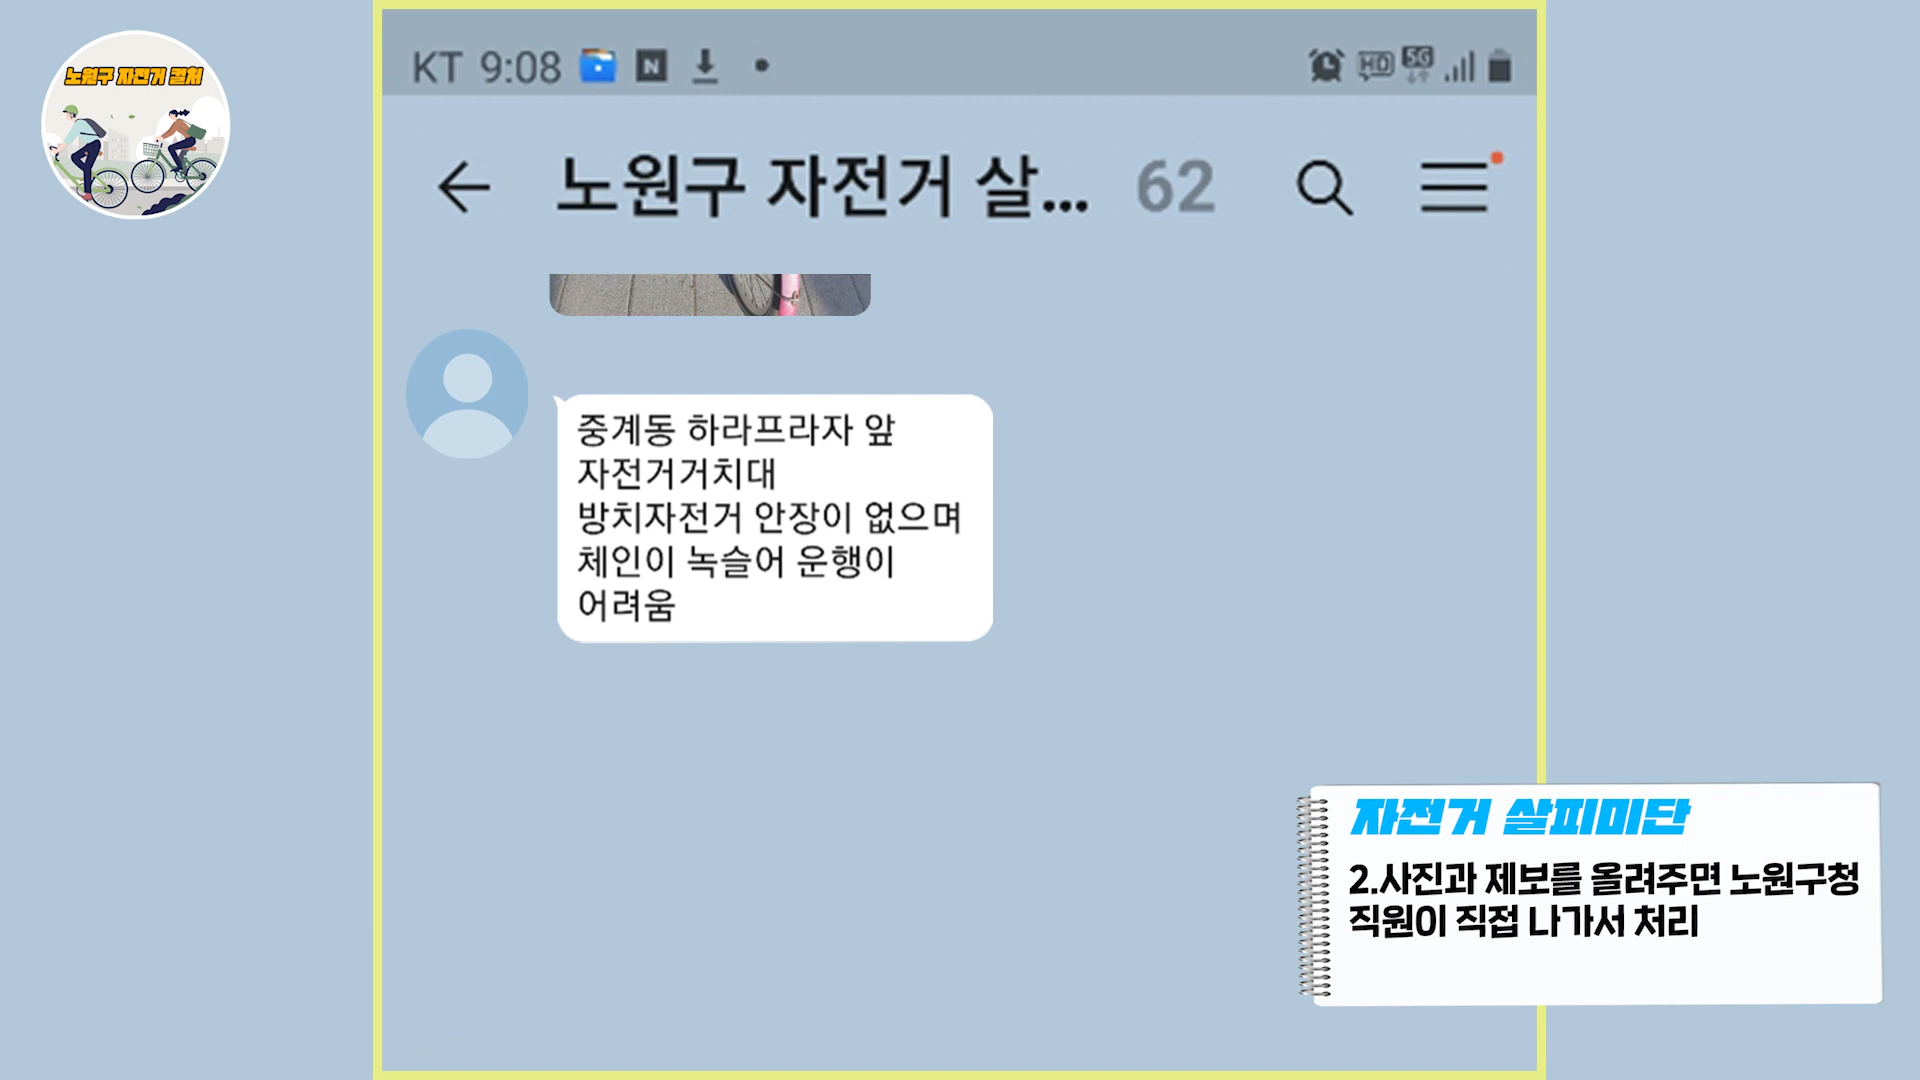 노원구 자전거 컬처
KT 9:08
N
HD
5G
노원구 자전거 살... 62
중계동 하라프라자 앞
자전거거치대
방치자전거 안장이 없으며
체인이 녹슬어 운행이
어려움
자전거 살피미단
2.사진과 제보를 올려주면 노원구청
직원이 직접 나가서 처리